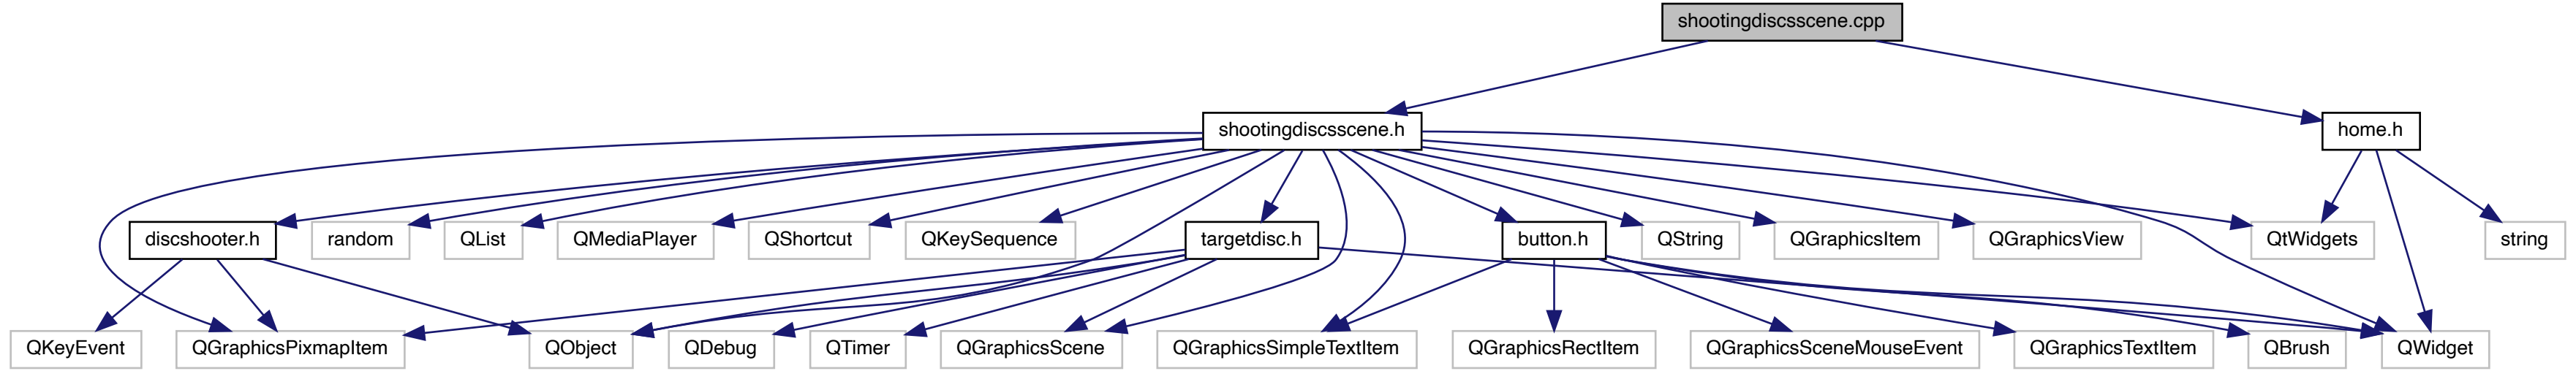 shootingdiscsscene.cpp
shootingdiscsscene.h
home.h
discshooter.h
random
QList
QMediaPlayer
QShortcut
QKeySequence
targetdisc.h
button.h
QString
QGraphicsItem
QGraphicsView
QtWidgets
string
QKeyEvent
QGraphicsPixmapItem
QObject
QDebug
QTimer
QGraphicsScene
QGraphicsSimpleTextItem
QGraphicsRectItem
QGraphicsSceneMouseEvent
QGraphicsTextItem
QBrush
QWidget